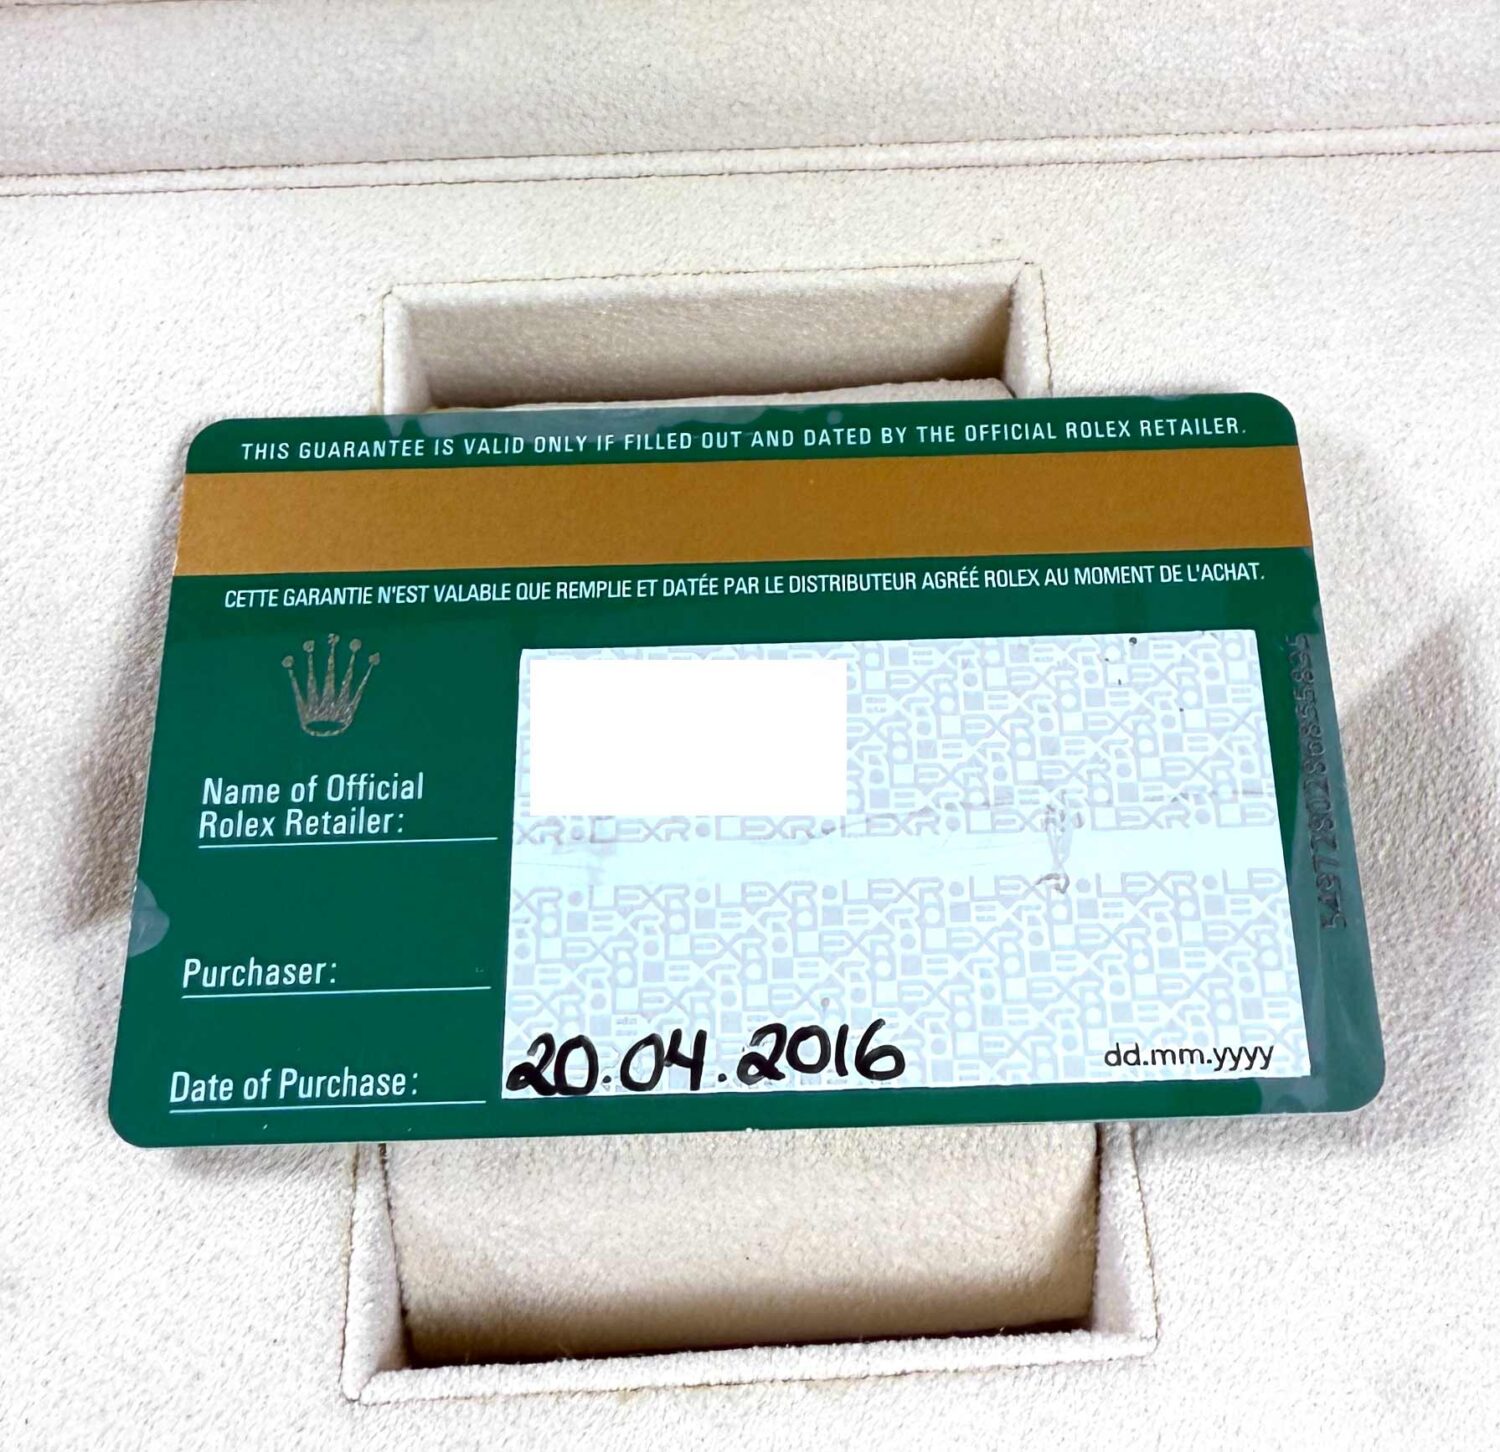 THIS GUARANTEE IS VALID ONLY IF FILLED OUT AND DATED BY THE OFFICIAL ROLEX RETAILER.
CETTE GARANTIE N'EST VALABLE QUE REMPLIE ET DATÉE PAR LE DISTRIBUTEUR AGRÉÉ ROLEX AU MOMENT DE L'ACHAT.
Name of Official
Rolex Retailer:
Purchaser:
Date of Purchase:
20.04.2016
dd.mm.yyyy